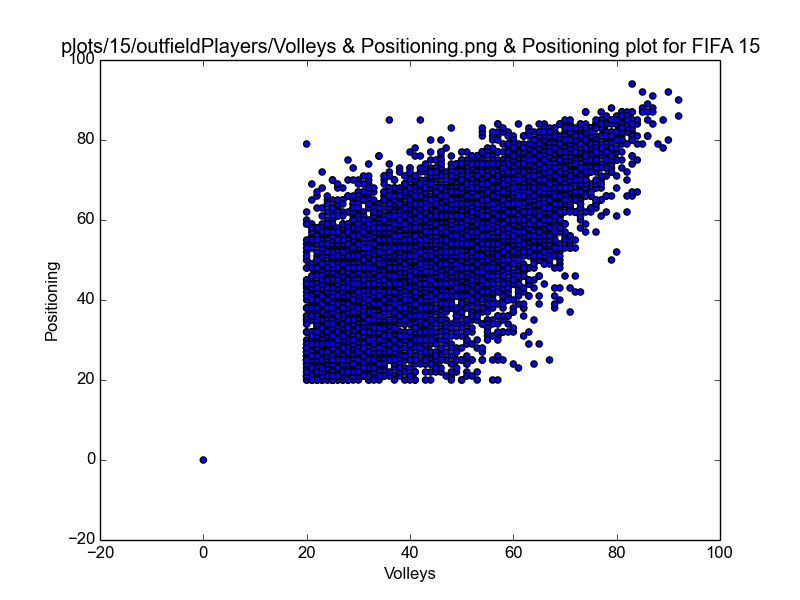 plots/15/outfieldPlayers/Volleys & Positioning.png & Positioning plot for FIFA 15
100
80
60
40
20
0
−20
Positioning
−20 0 20 40 60 80 100
Volleys